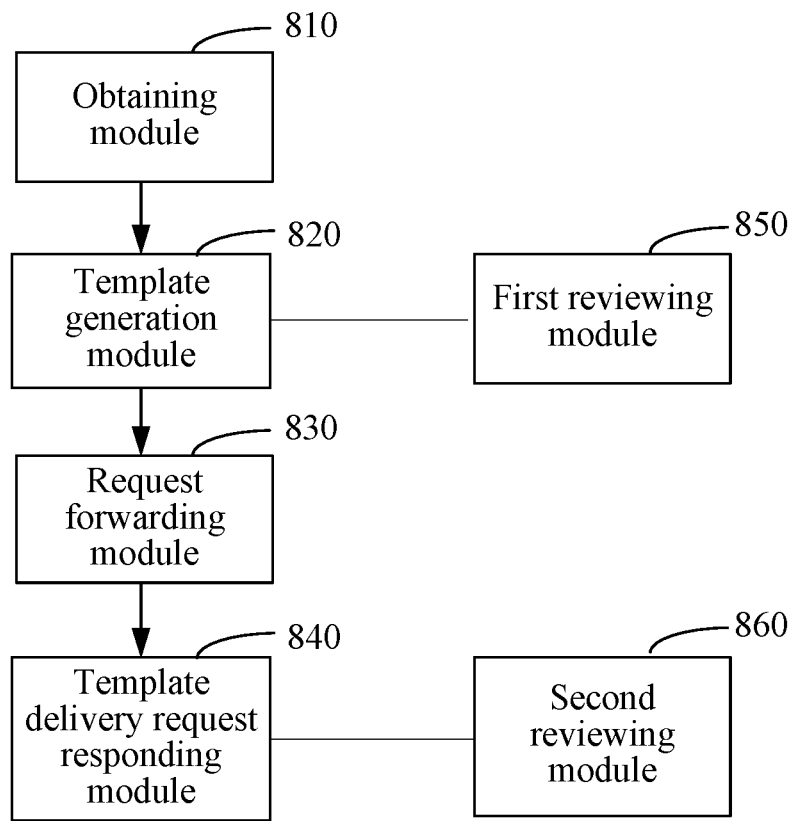 810
Obtaining
module
820
Template
generation
module
850
First reviewing
module
830
Request
forwarding
module
840
Template
delivery request
responding
module
860
Second
reviewing
module